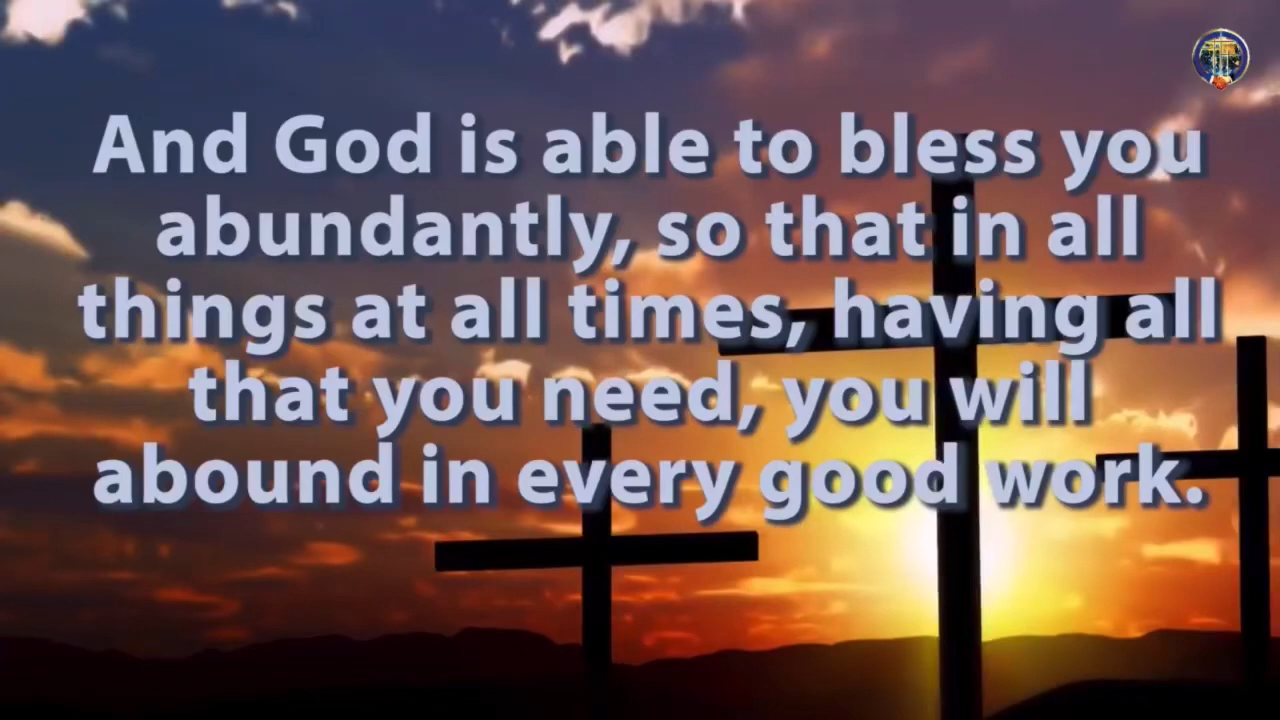 And God is able to bless you
abundantly, so that in all
things at all times, having all
that you need, you will
abound in every good work.